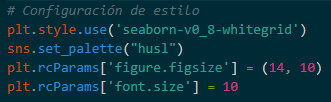 # Configuración de estilo
plt.style.use('seaborn-v0_8-whitegrid')
sns.set_palette("husl")
plt.rcParams['figure.figsize'] = (14, 10)
plt.rcParams['font.size'] = 10